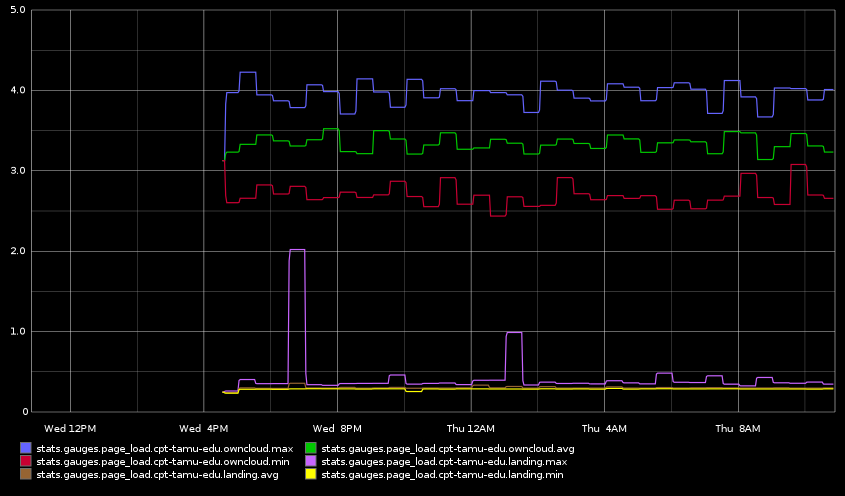 5.0
4.0
3.0
2.0
1.0
0
Wed 12PM Wed 4PM Wed 8PM Thu 12AM Thu 4AM Thu 8AM
stats.gauges.page_load.cpt-tamu-edu.owncloud.max stats.gauges.page_load.cpt-tamu-edu.owncloud.avg
stats.gauges.page_load.cpt-tamu-edu.owncloud.min stats.gauges.page_load.cpt-tamu-edu.landing.max
stats.gauges.page_load.cpt-tamu-edu.landing.avg stats.gauges.page_load.cpt-tamu-edu.landing.min